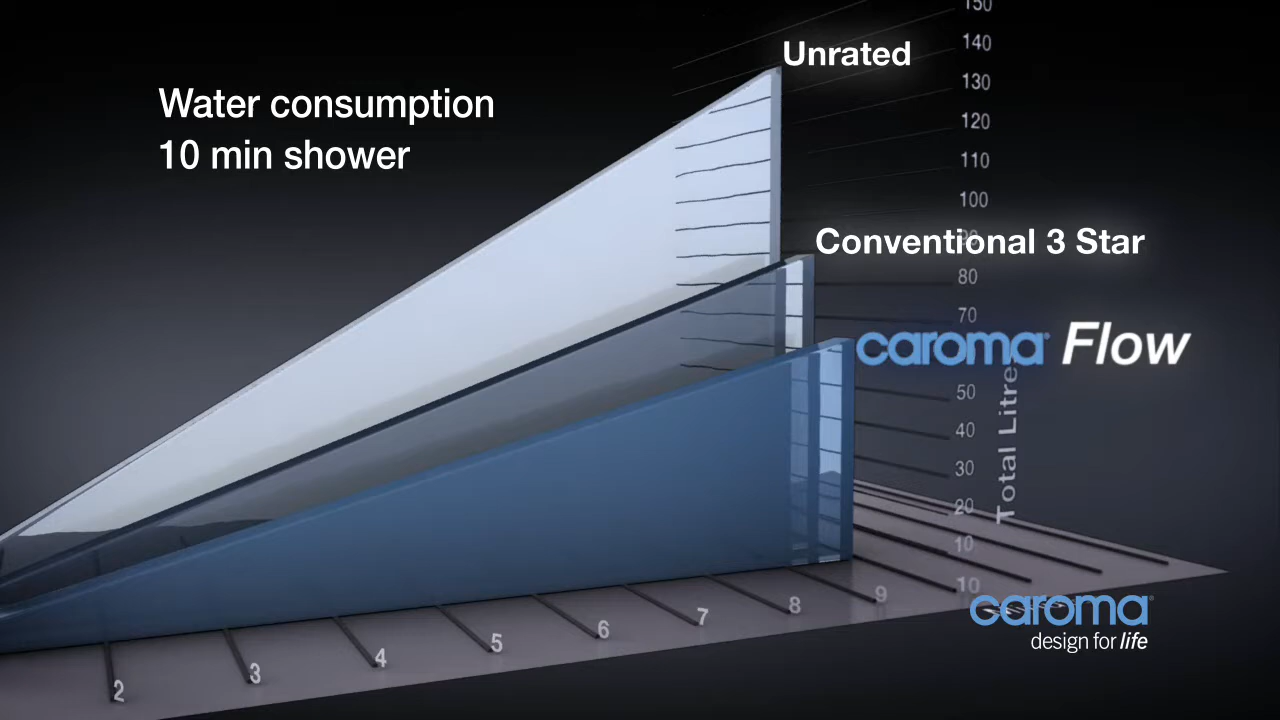 Water consumption
10 min shower
Unrated
Conventional 3 Star
caroma® Flow
150
140
130
120
110
100
90
80
70
50
40
30
20
10
Total Litres
2
3
4
5
6
7
8
9
10
caroma®
design for life